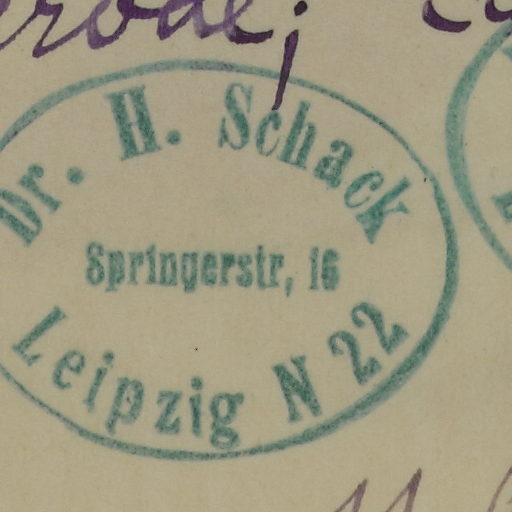 Dr. H. Schack
Springerstr, 16
Leipzig N 22